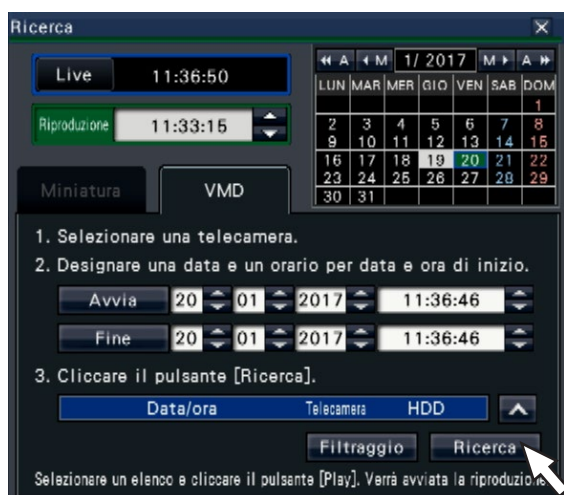 Ricerca
Live 11:36:50
Riproduzione 11:33:15
A M 1/ 2017 M A
LUN MAR MER GIO VEN SAB DOM
1
2 3 4 5 6 7 8
9 10 11 12 13 14 15
16 17 18 19 20 21 22
23 24 25 26 27 28 29
30 31
Miniatura VMD
1. Selezionare una telecamera.
2. Designare una data e un orario per data e ora di inizio.
Avvia 20 01 2017 11:36:46
Fine 20 01 2017 11:36:46
3. Cliccare il pulsante [Ricerca].
Data/ora Telecamera HDD
Filtraggio Ricerca
Selezionare un elenco e cliccare il pulsante [Play]. Verrà avviata la riproduzione